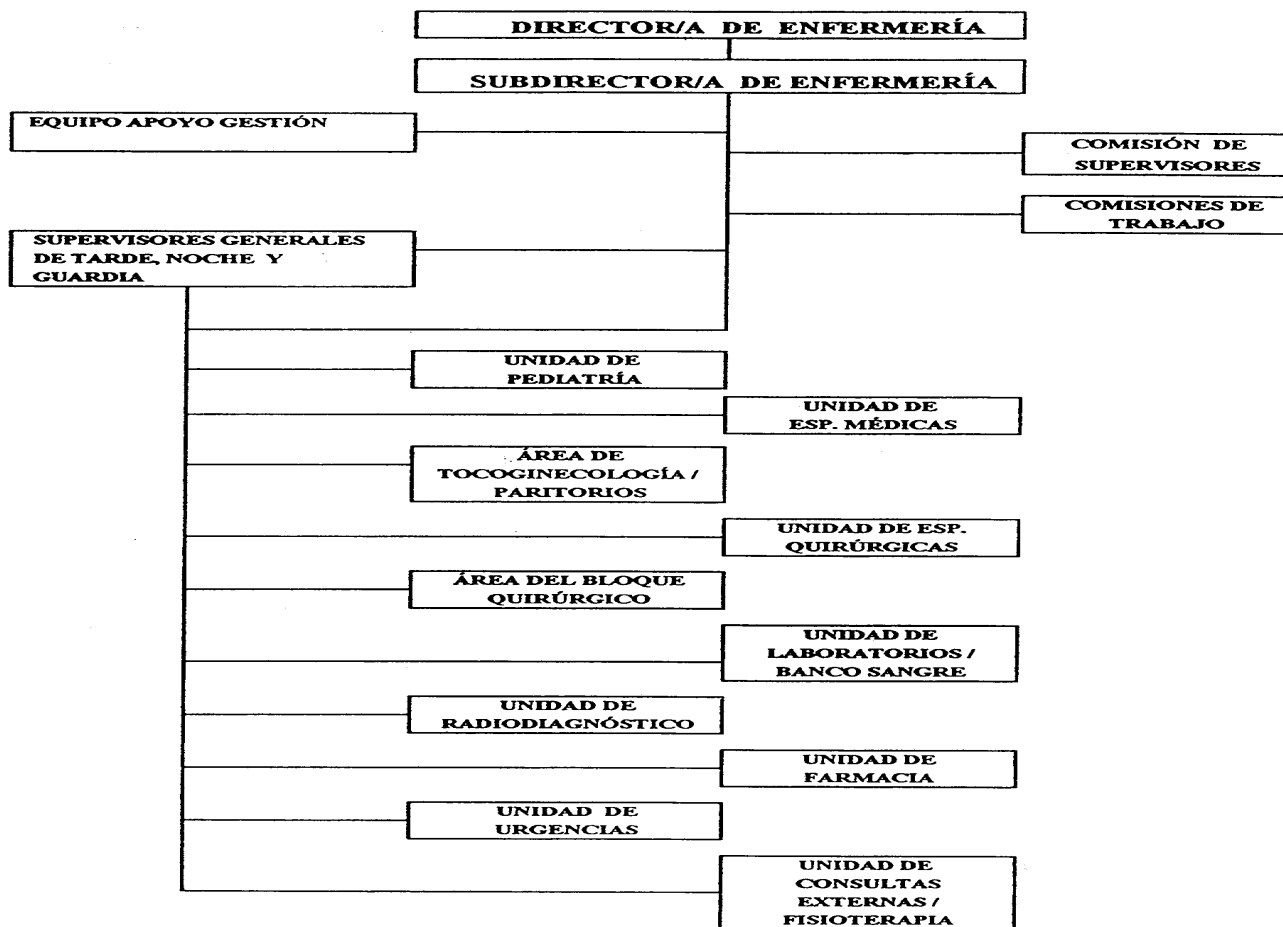 DIRECTOR/A DE ENFERMERÍA
SUBDIRECTOR/A DE ENFERMERÍA
EQUIPO APOYO GESTIÓN
COMISIÓN DE
SUPERVISORES
COMISIONES DE
TRABAJO
SUPERVISORES GENERALES
DE TARDE, NOCHE Y
GUARDIA
UNIDAD DE
PEDIATRÍA
UNIDAD DE
ESP. MÉDICAS
ÁREA DE
TOCOGINECOLOGÍA /
PARITORIOS
UNIDAD DE ESP.
QUIRÚRGICAS
ÁREA DEL BLOQUE
QUIRÚRGICO
UNIDAD DE
LABORATORIOS /
BANCO SANGRE
UNIDAD DE
RADIODIAGNÓSTICO
UNIDAD DE
FARMACIA
UNIDAD DE
URGENCIAS
UNIDAD DE
CONSULTAS
EXTERNAS /
FISIOTERAPIA